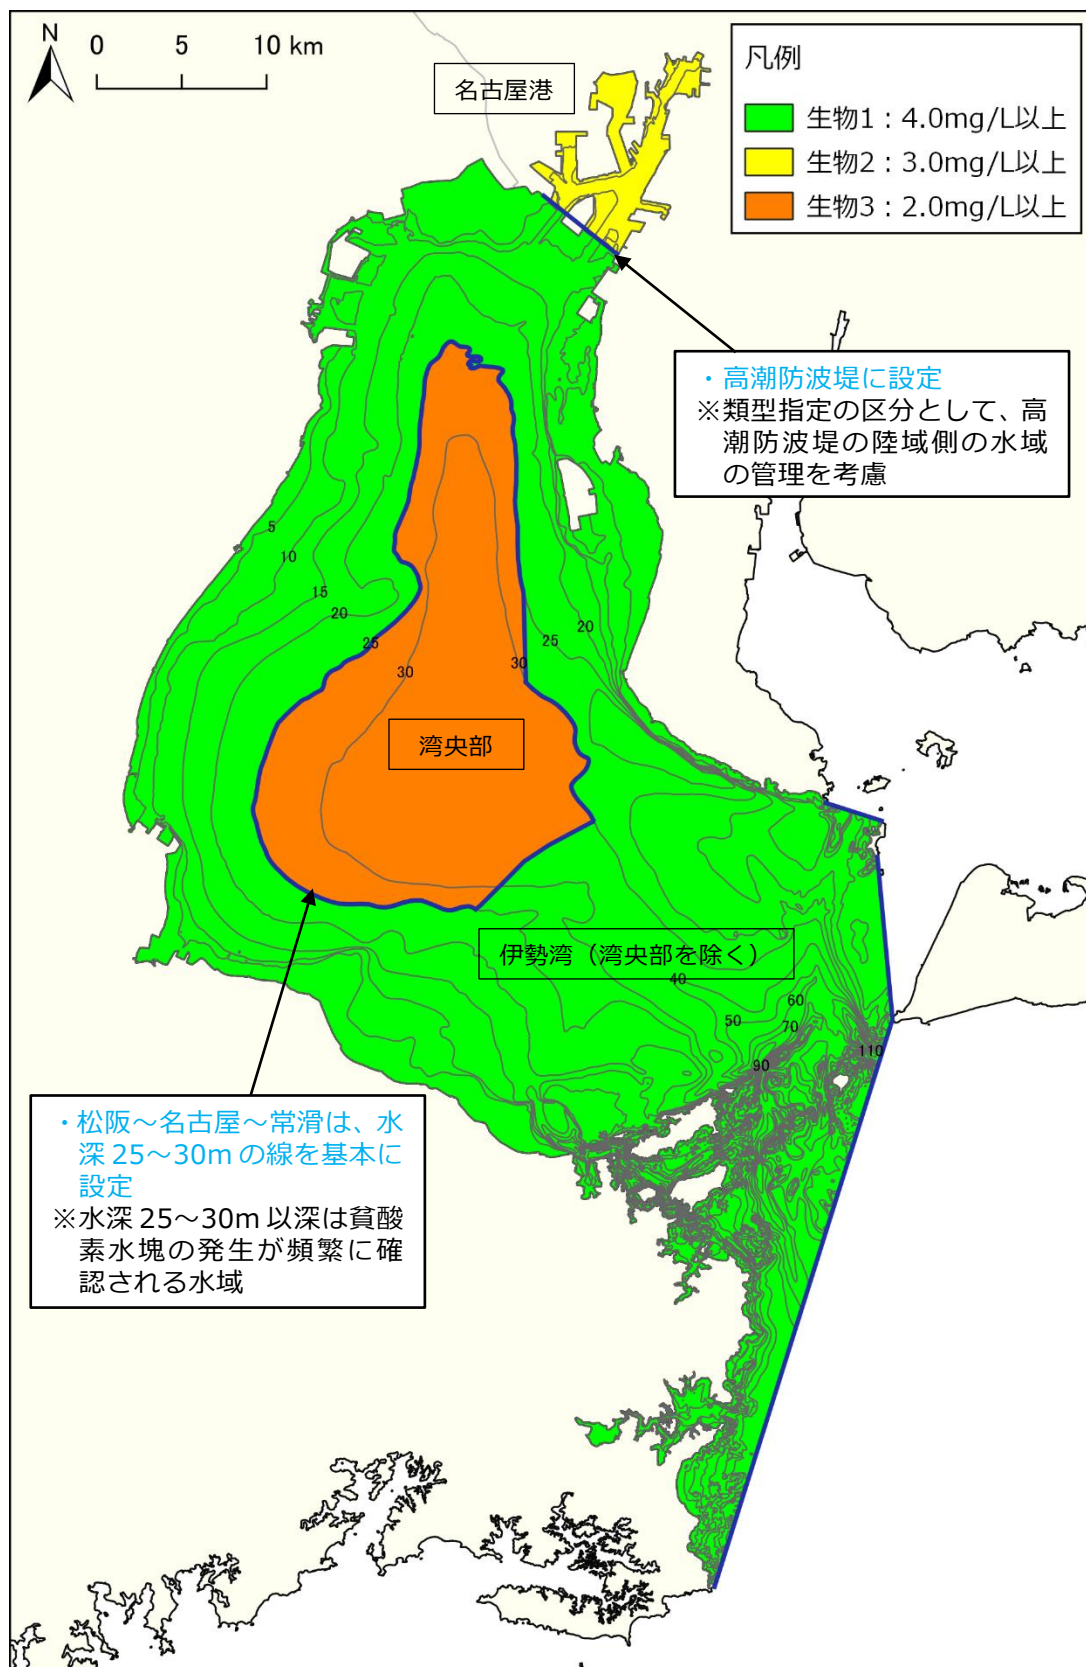 N
0 5 10 km
名古屋港
凡例
生物1：4.0mg/L以上
生物2：3.0mg/L以上
生物3：2.0mg/L以上
・高潮防波堤に設定
※類型指定の区分として、高
潮防波堤の陸域側の水域
の管理を考慮
5
10
15
20
25
30
30
25
20
湾央部
伊勢湾（湾央部を除く）
40
50
60
70
90
110
・松阪～名古屋～常滑は、水
深 25～30m の線を基本に
設定
※水深 25～30m 以深は貧酸
素水塊の発生が頻繁に確
認される水域